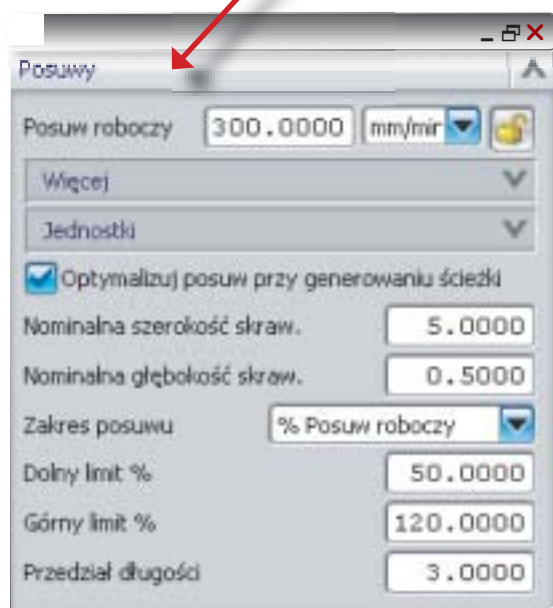 Posuwy
Posuw roboczy 300.0000 mm/min
Więcej
Jednostki
Optymalizuj posuw przy generowaniu ścieżki
Nominalna szerokość skraw. 5.0000
Nominalna głębokość skraw. 0.5000
Zakres posuwu % Posuw roboczy
Dolny limit % 50.0000
Górny limit % 120.0000
Przedział długości 3.0000